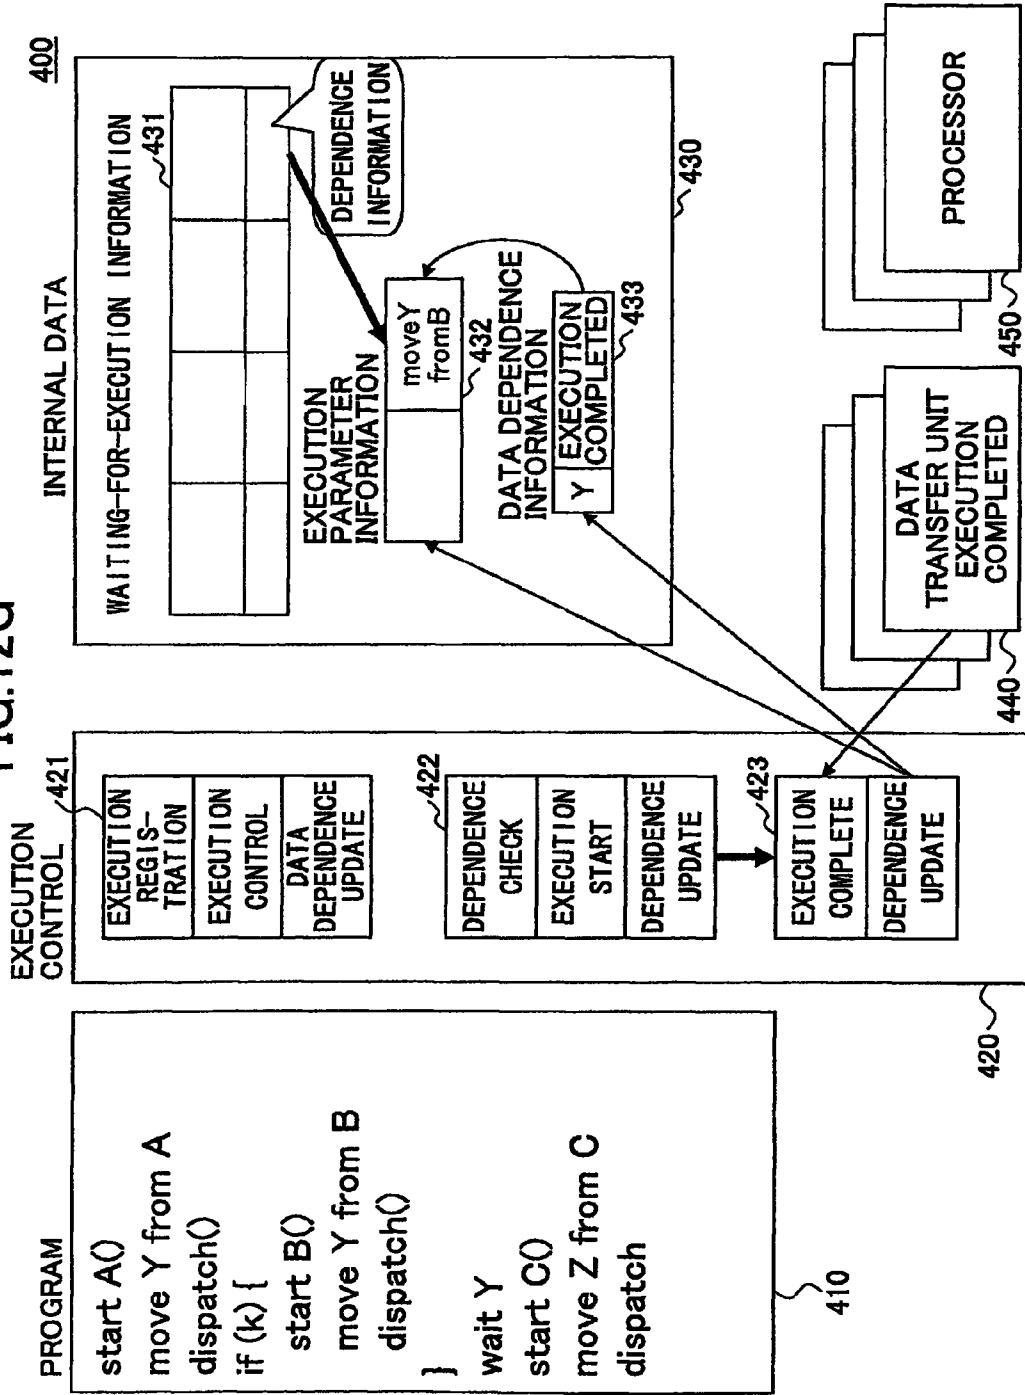 FIG.12d
400
PROGRAM
start A()
move Y from A
dispatch()
if (k) {
start B()
move Y from B
dispatch()
}
wait Y
start C()
move Z from C
dispatch
410
EXECUTION
CONTROL
421
EXECUTION
REGIS-
TRATION
EXECUTION
CONTROL
DATA
DEPENDENCE
UPDATE
422
DEPENDENCE
CHECK
EXECUTION
START
DEPENDENCE
UPDATE
423
EXECUTION
COMPLETE
DEPENDENCE
UPDATE
420
INTERNAL DATA
WAITING-FOR-EXECUTION INFORMATION
431
DEPENDENCE
INFORMATION
EXECUTION
PARAMETER
INFORMATION
moveY
fromB
432
DATA DEPENDENCE
INFORMATION
Y
EXECUTION
COMPLETED
433
430
DATA
TRANSFER UNIT
EXECUTION
COMPLETED
440
PROCESSOR
450